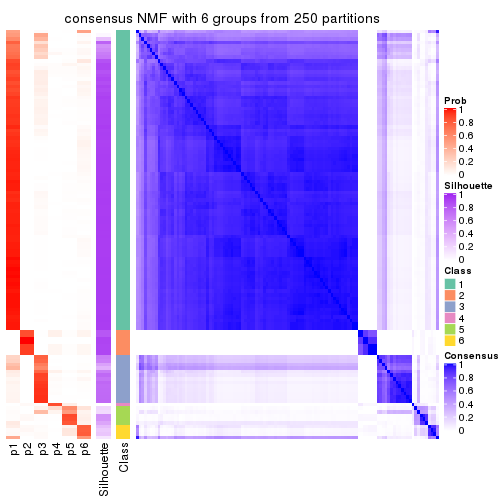 consensus NMF with 6 groups from 250 partitions
Prob
1
0.8
0.6
0.4
0.2
0
Silhouette
1
0.8
0.6
0.4
0.2
0
Class
1
2
3
4
5
6
Consensus
1
0.8
0.6
0.4
0.2
0
p1
p2
p3
p4
p5
p6
Silhouette
Class